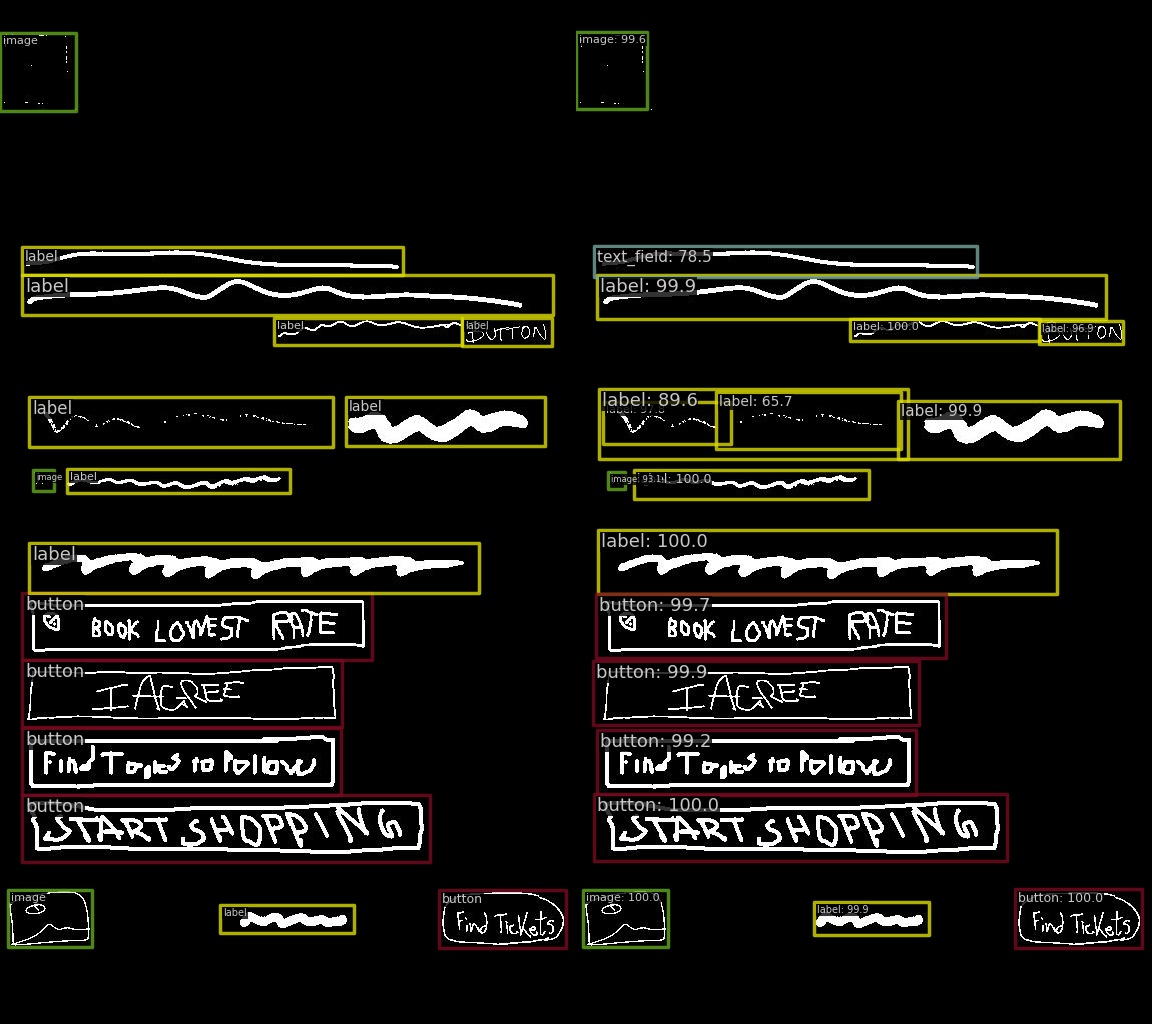 image image: 99.6
label text_field: 78.5
label label: 99.9
label label label: 100.0 label: 96.9
BUTTON BUTTON
label label label: 89.6 label: 65.7 label: 99.9
image label image: 93.1 100.0
label label: 100.0
button button: 99.7
BOOK LOWEST RATE BOOK LOWEST RATE
button button: 99.9
I AGREE I AGREE
button button: 99.2
Find Topics to Follow Find Topics to Follow
button button: 100.0
START SHOPPING START SHOPPING
image label button image: 100.0 label: 99.9 button: 100.0
Find Tickets Find Tickets